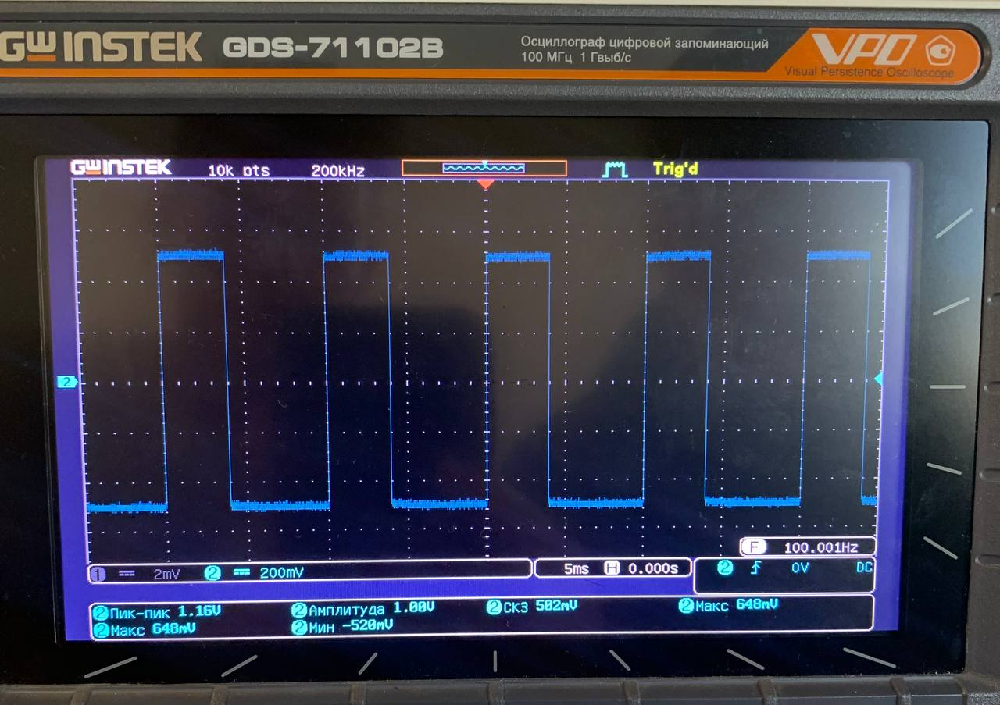 GW INSTEK GDS-71102B Осциллограф цифровой запоминающий VPO
100 МГц 1 Гвыб/с Visual Persistence Oscilloscope
GW INSTEK 10k pts 200kHz Trig'd
2
F 100.001Hz
1 2mV 2 200mV 5ms H 0.000s 2 0V DC
2 Пик-пик 1.16V 2 Амплитуда 1.00V 2 СКЗ 502mV 2 Макс 648mV
2 Макс 648mV 2 Мин -520mV